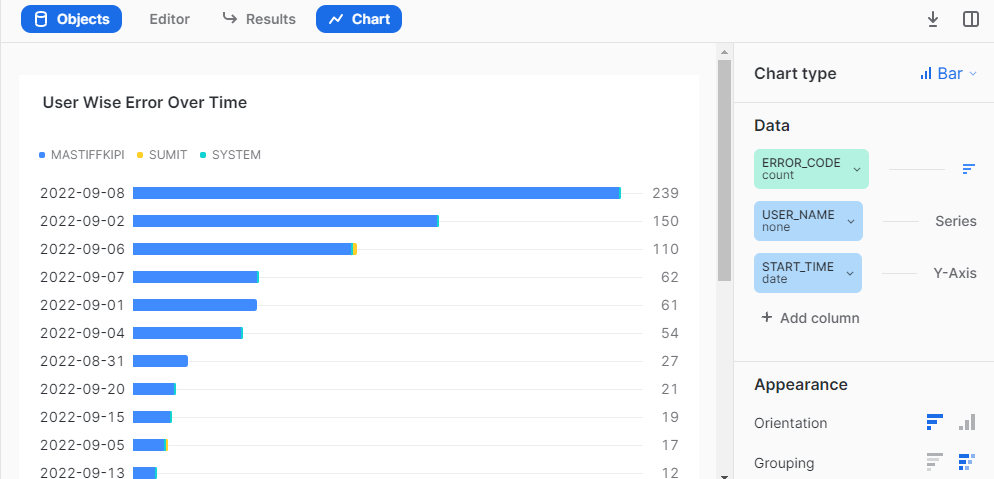 Objects Editor Results Chart
Chart type Bar
User Wise Error Over Time
MASTIFFKIPI SUMIT SYSTEM
2022-09-08 239
2022-09-02 150
2022-09-06 110
2022-09-07 62
2022-09-01 61
2022-09-04 54
2022-08-31 27
2022-09-20 21
2022-09-15 19
2022-09-05 17
2022-09-13 12
Data
ERROR_CODE
count
USER_NAME
none
Series
START_TIME
date
Y-Axis
+ Add column
Appearance
Orientation
Grouping